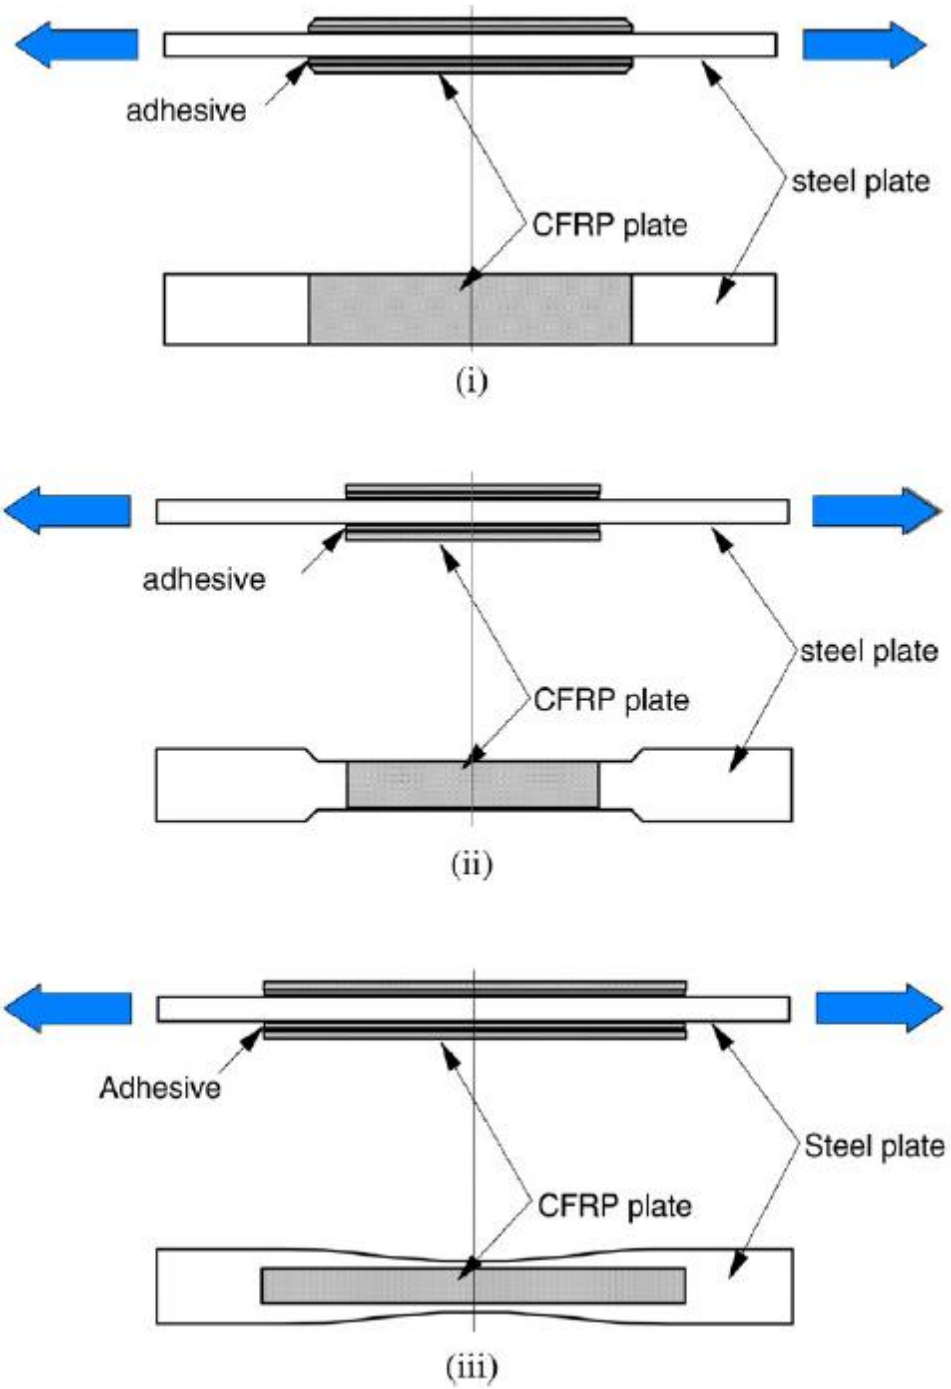 adhesive
steel plate
CFRP plate
(i)
adhesive
steel plate
CFRP plate
(ii)
Adhesive
Steel plate
CFRP plate
(iii)